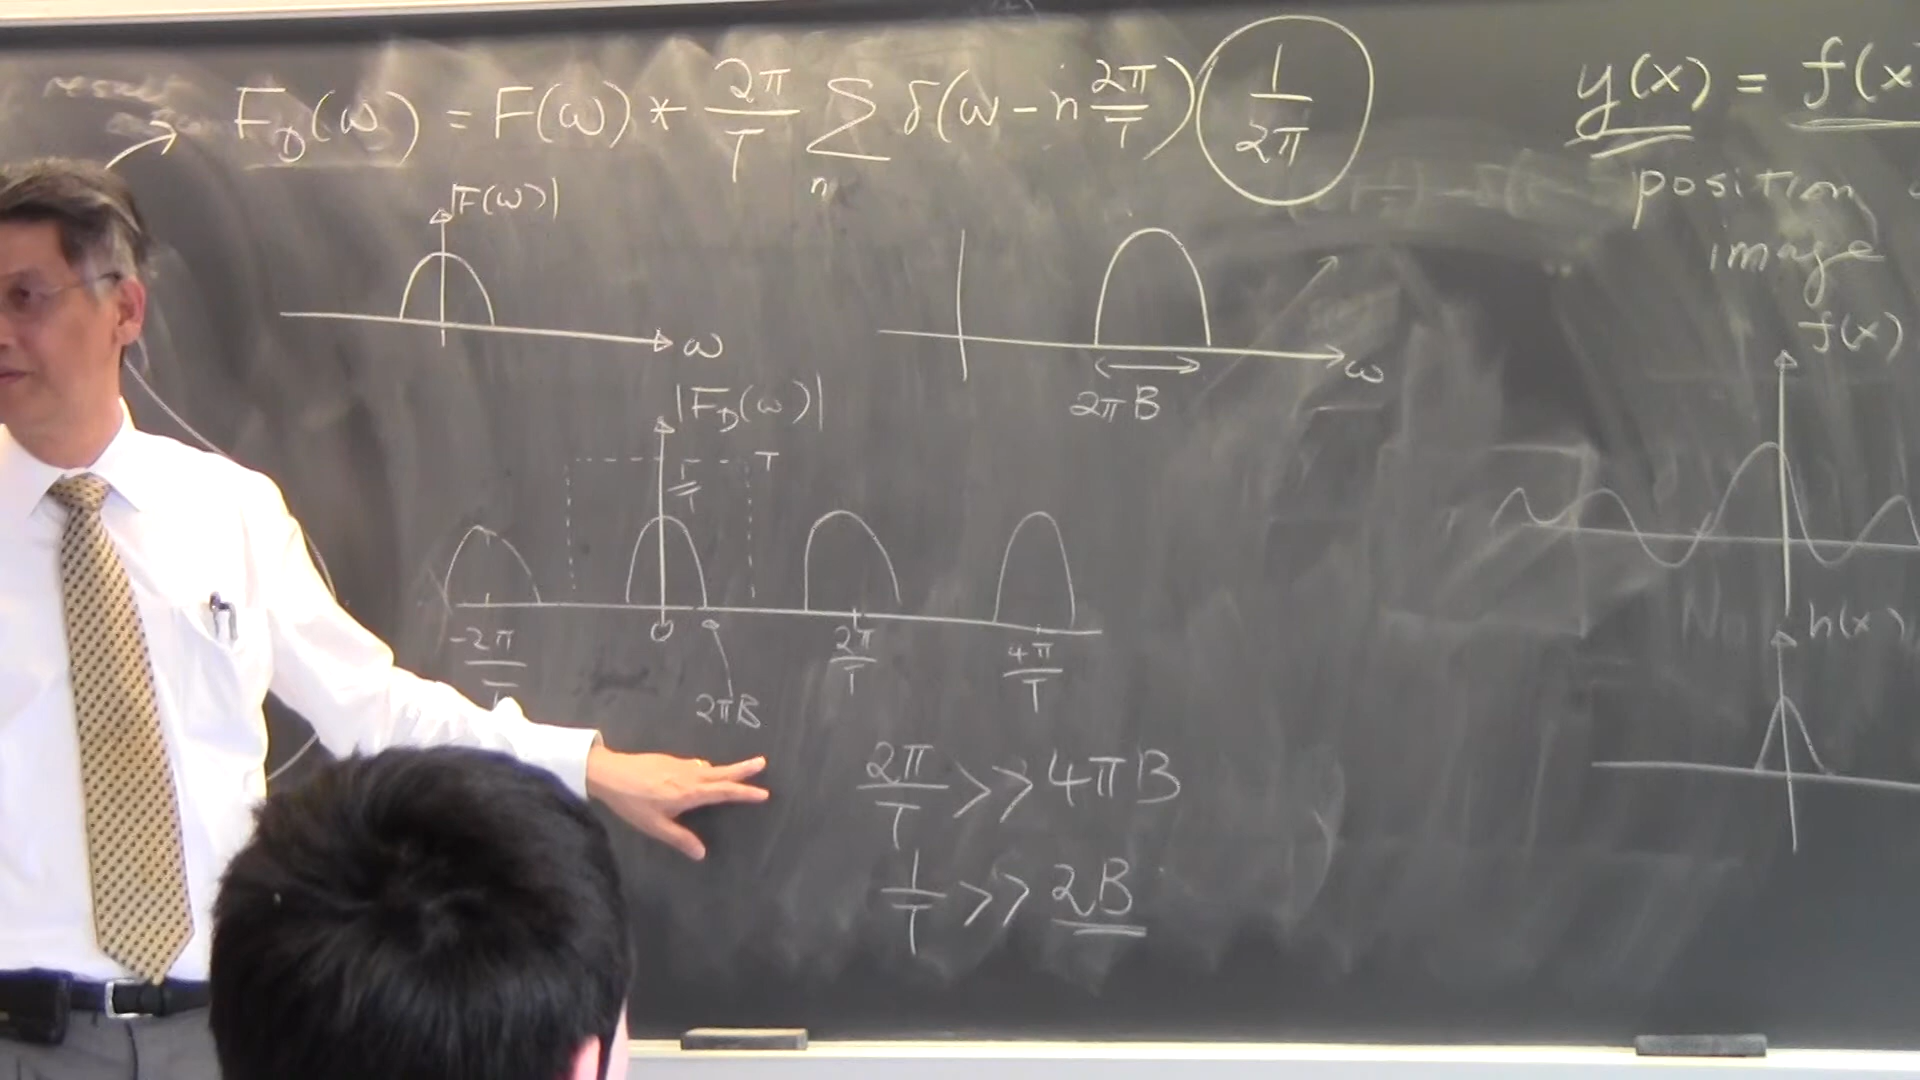 F_D(ω) = F(ω) * 2π/T Σ_n δ(ω - n 2π/T) 1/2π
|F(ω)|
ω
ω
2πB
|F_D(ω)|
T
1/T
-2π/T
0
2π/T
4π/T
2πB
2π/T >> 4πB
1/T >> 2B
y(x) = f(x
position
image
f(x)
h(x)